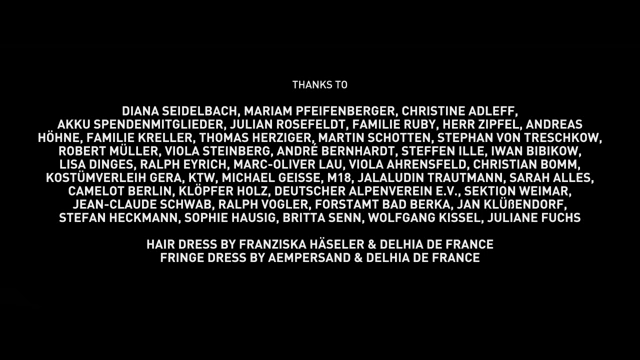 THANKS TO
DIANA SEIDELBACH, MARIAM PFEIFENBERGER, CHRISTINE ADLEFF,
AKKU SPENDENMITGLIEDER, JULIAN ROSEFELDT, FAMILIE RUBY, HERR ZIPFEL, ANDREAS
HÖHNE, FAMILIE KRELLER, THOMAS HERZIGER, MARTIN SCHOTTEN, STEPHAN VON TRESCHKOW,
ROBERT MÜLLER, VIOLA STEINBERG, ANDRÈ BERNHARDT, STEFFEN ILLE, IWAN BIBIKOW,
LISA DINGES, RALPH EYRICH, MARC-OLIVER LAU, VIOLA AHRENSFELD, CHRISTIAN BOMM,
KOSTÜMVERLEIH GERA, KTW, MICHAEL GEISSE, M18, JALALUDIN TRAUTMANN, SARAH ALLES,
CAMELOT BERLIN, KLÖPFER HOLZ, DEUTSCHER ALPENVEREIN E.V., SEKTION WEIMAR,
JEAN-CLAUDE SCHWAB, RALPH VOGLER, FORSTAMT BAD BERKA, JAN KLÜßENDORF,
STEFAN HECKMANN, SOPHIE HAUSIG, BRITTA SENN, WOLFGANG KISSEL, JULIANE FUCHS
HAIR DRESS BY FRANZISKA HÄSELER & DELHIA DE FRANCE
FRINGE DRESS BY AEMPERSAND & DELHIA DE FRANCE